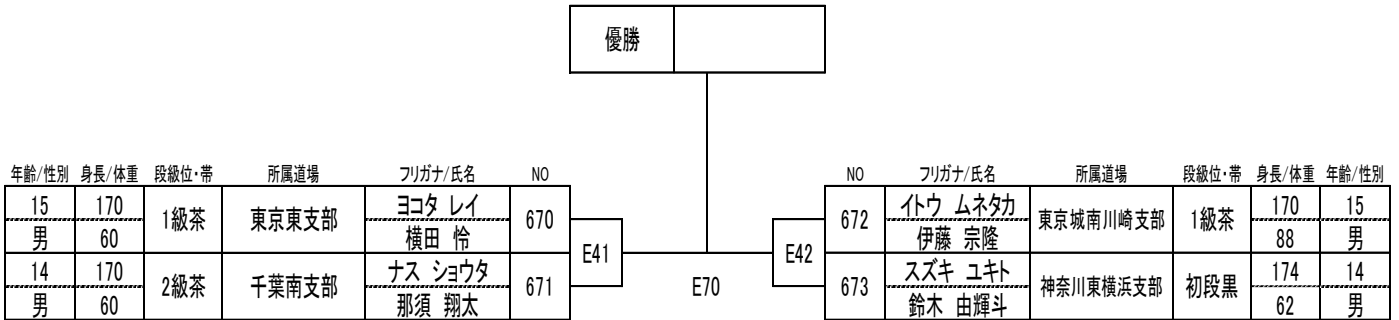 優勝
年齢/性別 身長/体重 段級位・帯 所属道場 フリガナ/氏名 NO
15 170 1級茶 東京東支部 ヨコタ レイ 670
男 60 横田 怜
E41
14 170 2級茶 千葉南支部 ナス ショウタ 671
男 60 那須 翔太
E70
NO フリガナ/氏名 所属道場 段級位・帯 身長/体重 年齢/性別
672 イトウ ムネタカ 東京城南川崎支部 1級茶 170 15
伊藤 宗隆 88 男
E42
673 スズキ ユキト 神奈川東横浜支部 初段黒 174 14
鈴木 由輝斗 62 男